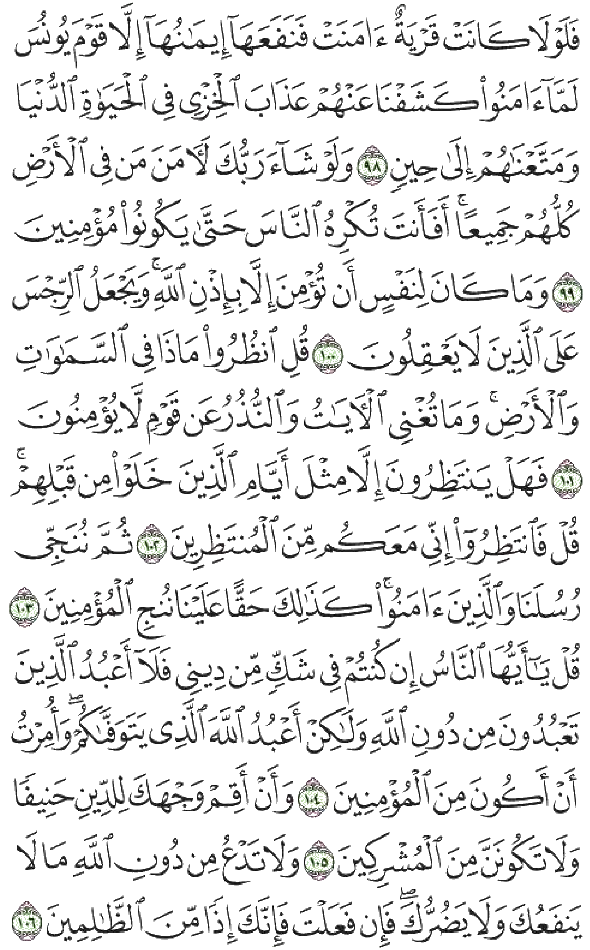 فَلَوْلَا كَانَتْ قَرْيَةٌ ءَامَنَتْ فَنَفَعَهَآ إِيمَـٰنُهَآ إِلَّا قَوْمَ يُونُسَ
لَمَّآ ءَامَنُوا۟ كَشَفْنَا عَنْهُمْ عَذَابَ ٱلْخِزْىِ فِى ٱلْحَيَوٰةِ ٱلدُّنْيَا
وَمَتَّعْنَـٰهُمْ إِلَىٰ حِينٍ ٩٨ وَلَوْ شَآءَ رَبُّكَ لَـَٔامَنَ مَن فِى ٱلْأَرْضِ
كُلُّهُمْ جَمِيعًا ۚ أَفَأَنتَ تُكْرِهُ ٱلنَّاسَ حَتَّىٰ يَكُونُوا۟ مُؤْمِنِينَ
٩٩ وَمَا كَانَ لِنَفْسٍ أَن تُؤْمِنَ إِلَّا بِإِذْنِ ٱللَّهِ ۚ وَيَجْعَلُ ٱلرِّجْسَ
عَلَى ٱلَّذِينَ لَا يَعْقِلُونَ ١٠٠ قُلِ ٱنظُرُوا۟ مَاذَا فِى ٱلسَّمَـٰوَٰتِ
وَٱلْأَرْضِ ۚ وَمَا تُغْنِى ٱلْـَٔايَـٰتُ وَٱلنُّذُرُ عَن قَوْمٍ لَّا يُؤْمِنُونَ
١٠١ فَهَلْ يَنتَظِرُونَ إِلَّا مِثْلَ أَيَّامِ ٱلَّذِينَ خَلَوْا۟ مِن قَبْلِهِمْ ۚ
قُلْ فَٱنتَظِرُوٓا۟ إِنِّى مَعَكُم مِّنَ ٱلْمُنتَظِرِينَ ١٠٢ ثُمَّ نُنَجِّى
رُسُلَنَا وَٱلَّذِينَ ءَامَنُوا۟ ۚ كَذَٰلِكَ حَقًّا عَلَيْنَا نُنجِ ٱلْمُؤْمِنِينَ ١٠٣
قُلْ يَـٰٓأَيُّهَا ٱلنَّاسُ إِن كُنتُمْ فِى شَكٍّ مِّن دِينِى فَلَآ أَعْبُدُ ٱلَّذِينَ
تَعْبُدُونَ مِن دُونِ ٱللَّهِ وَلَـٰكِنْ أَعْبُدُ ٱللَّهَ ٱلَّذِى يَتَوَفَّىٰكُمْ ۖ وَأُمِرْتُ
أَنْ أَكُونَ مِنَ ٱلْمُؤْمِنِينَ ١٠٤ وَأَنْ أَقِمْ وَجْهَكَ لِلدِّينِ حَنِيفًا
وَلَا تَكُونَنَّ مِنَ ٱلْمُشْرِكِينَ ١٠٥ وَلَا تَدْعُ مِن دُونِ ٱللَّهِ مَا لَا
يَنفَعُكَ وَلَا يَضُرُّكَ ۖ فَإِن فَعَلْتَ فَإِنَّكَ إِذًا مِّنَ ٱلظَّـٰلِمِينَ ١٠٦